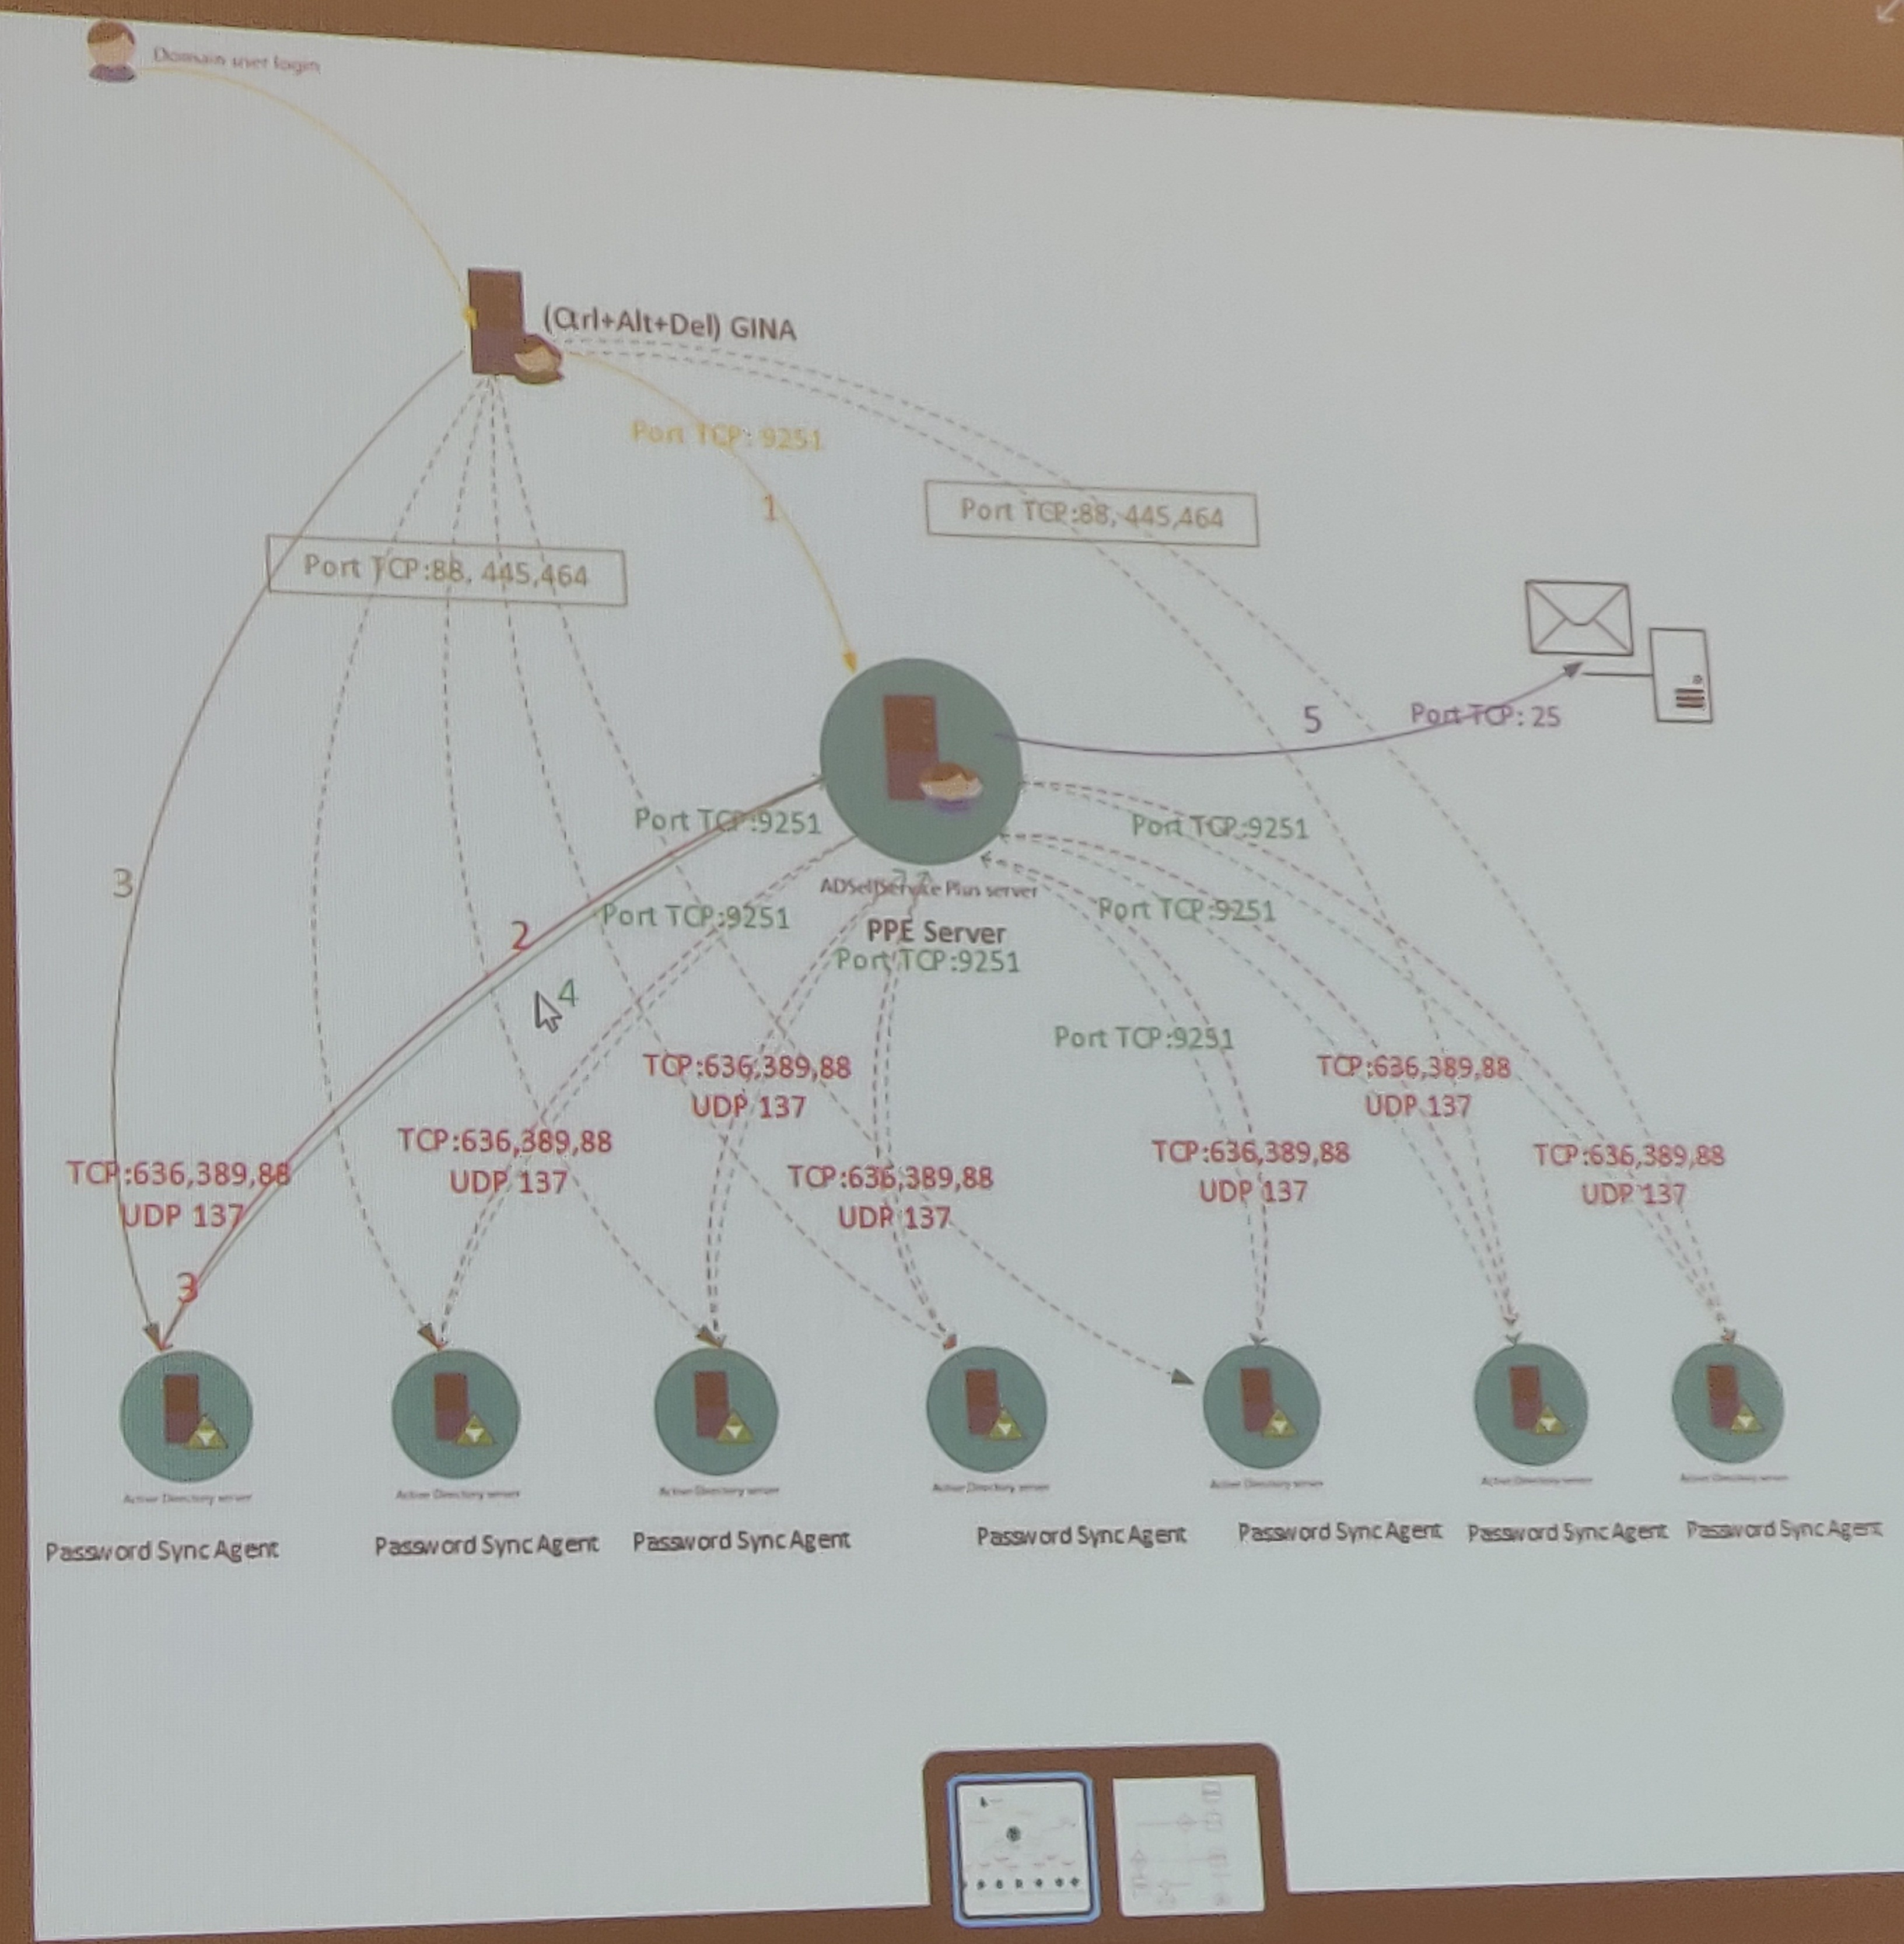 Domain user login
(Ctrl+Alt+Del) GINA
Port TCP: 9251
1
Port TCP:88, 445,464
Port TCP:88, 445,464
5
Port TCP: 25
Port TCP:9251
Port TCP:9251
3
ADSelfService Plus server
2
Port TCP:9251
Port TCP:9251
PPE Server
Port TCP:9251
4
Port TCP:9251
TCP:636,389,88
UDP 137
TCP:636,389,88
UDP 137
TCP:636,389,88
UDP 137
TCP:636,389,88
UDP 137
TCP:636,389,88
UDP 137
TCP:636,389,88
UDP 137
TCP:636,389,88
UDP 137
3
Active Directory server
Active Directory server
Active Directory server
Active Directory server
Active Directory server
Active Directory server
Active Directory server
Password Sync Agent
Password Sync Agent
Password Sync Agent
Password Sync Agent
Password Sync Agent
Password Sync Agent
Password Sync Agent